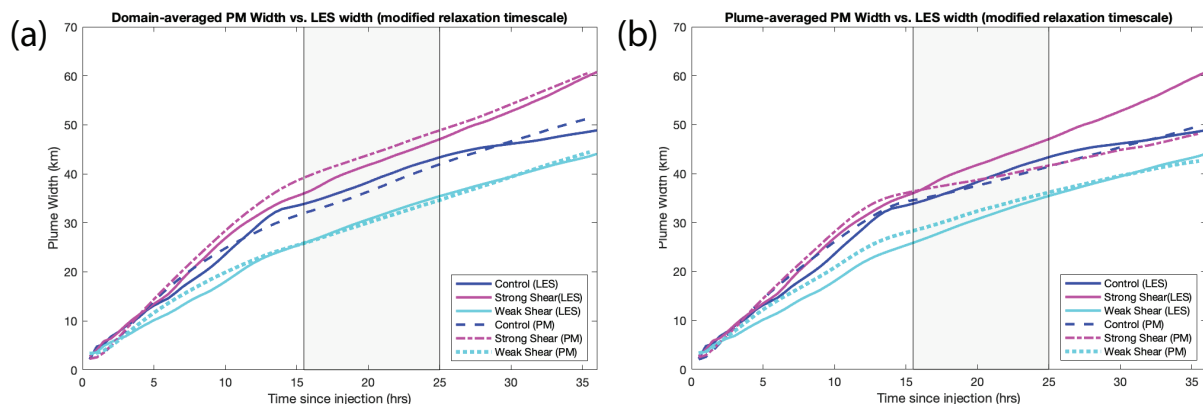 (a)
Domain-averaged PM Width vs. LES width (modified relaxation timescale)
70
60
50
40
30
20
10
0
Plume Width (km)
0 5 10 15 20 25 30 35
Time since injection (hrs)
Control (LES)
Strong Shear(LES)
Weak Shear (LES)
Control (PM)
Strong Shear (PM)
Weak Shear (PM)
(b)
Plume-averaged PM Width vs. LES width (modified relaxation timescale)
70
60
50
40
30
20
10
0
Plume Width (km)
0 5 10 15 20 25 30 35
Time since injection (hrs)
Control (LES)
Strong Shear(LES)
Weak Shear (LES)
Control (PM)
Strong Shear (PM)
Weak Shear (PM)